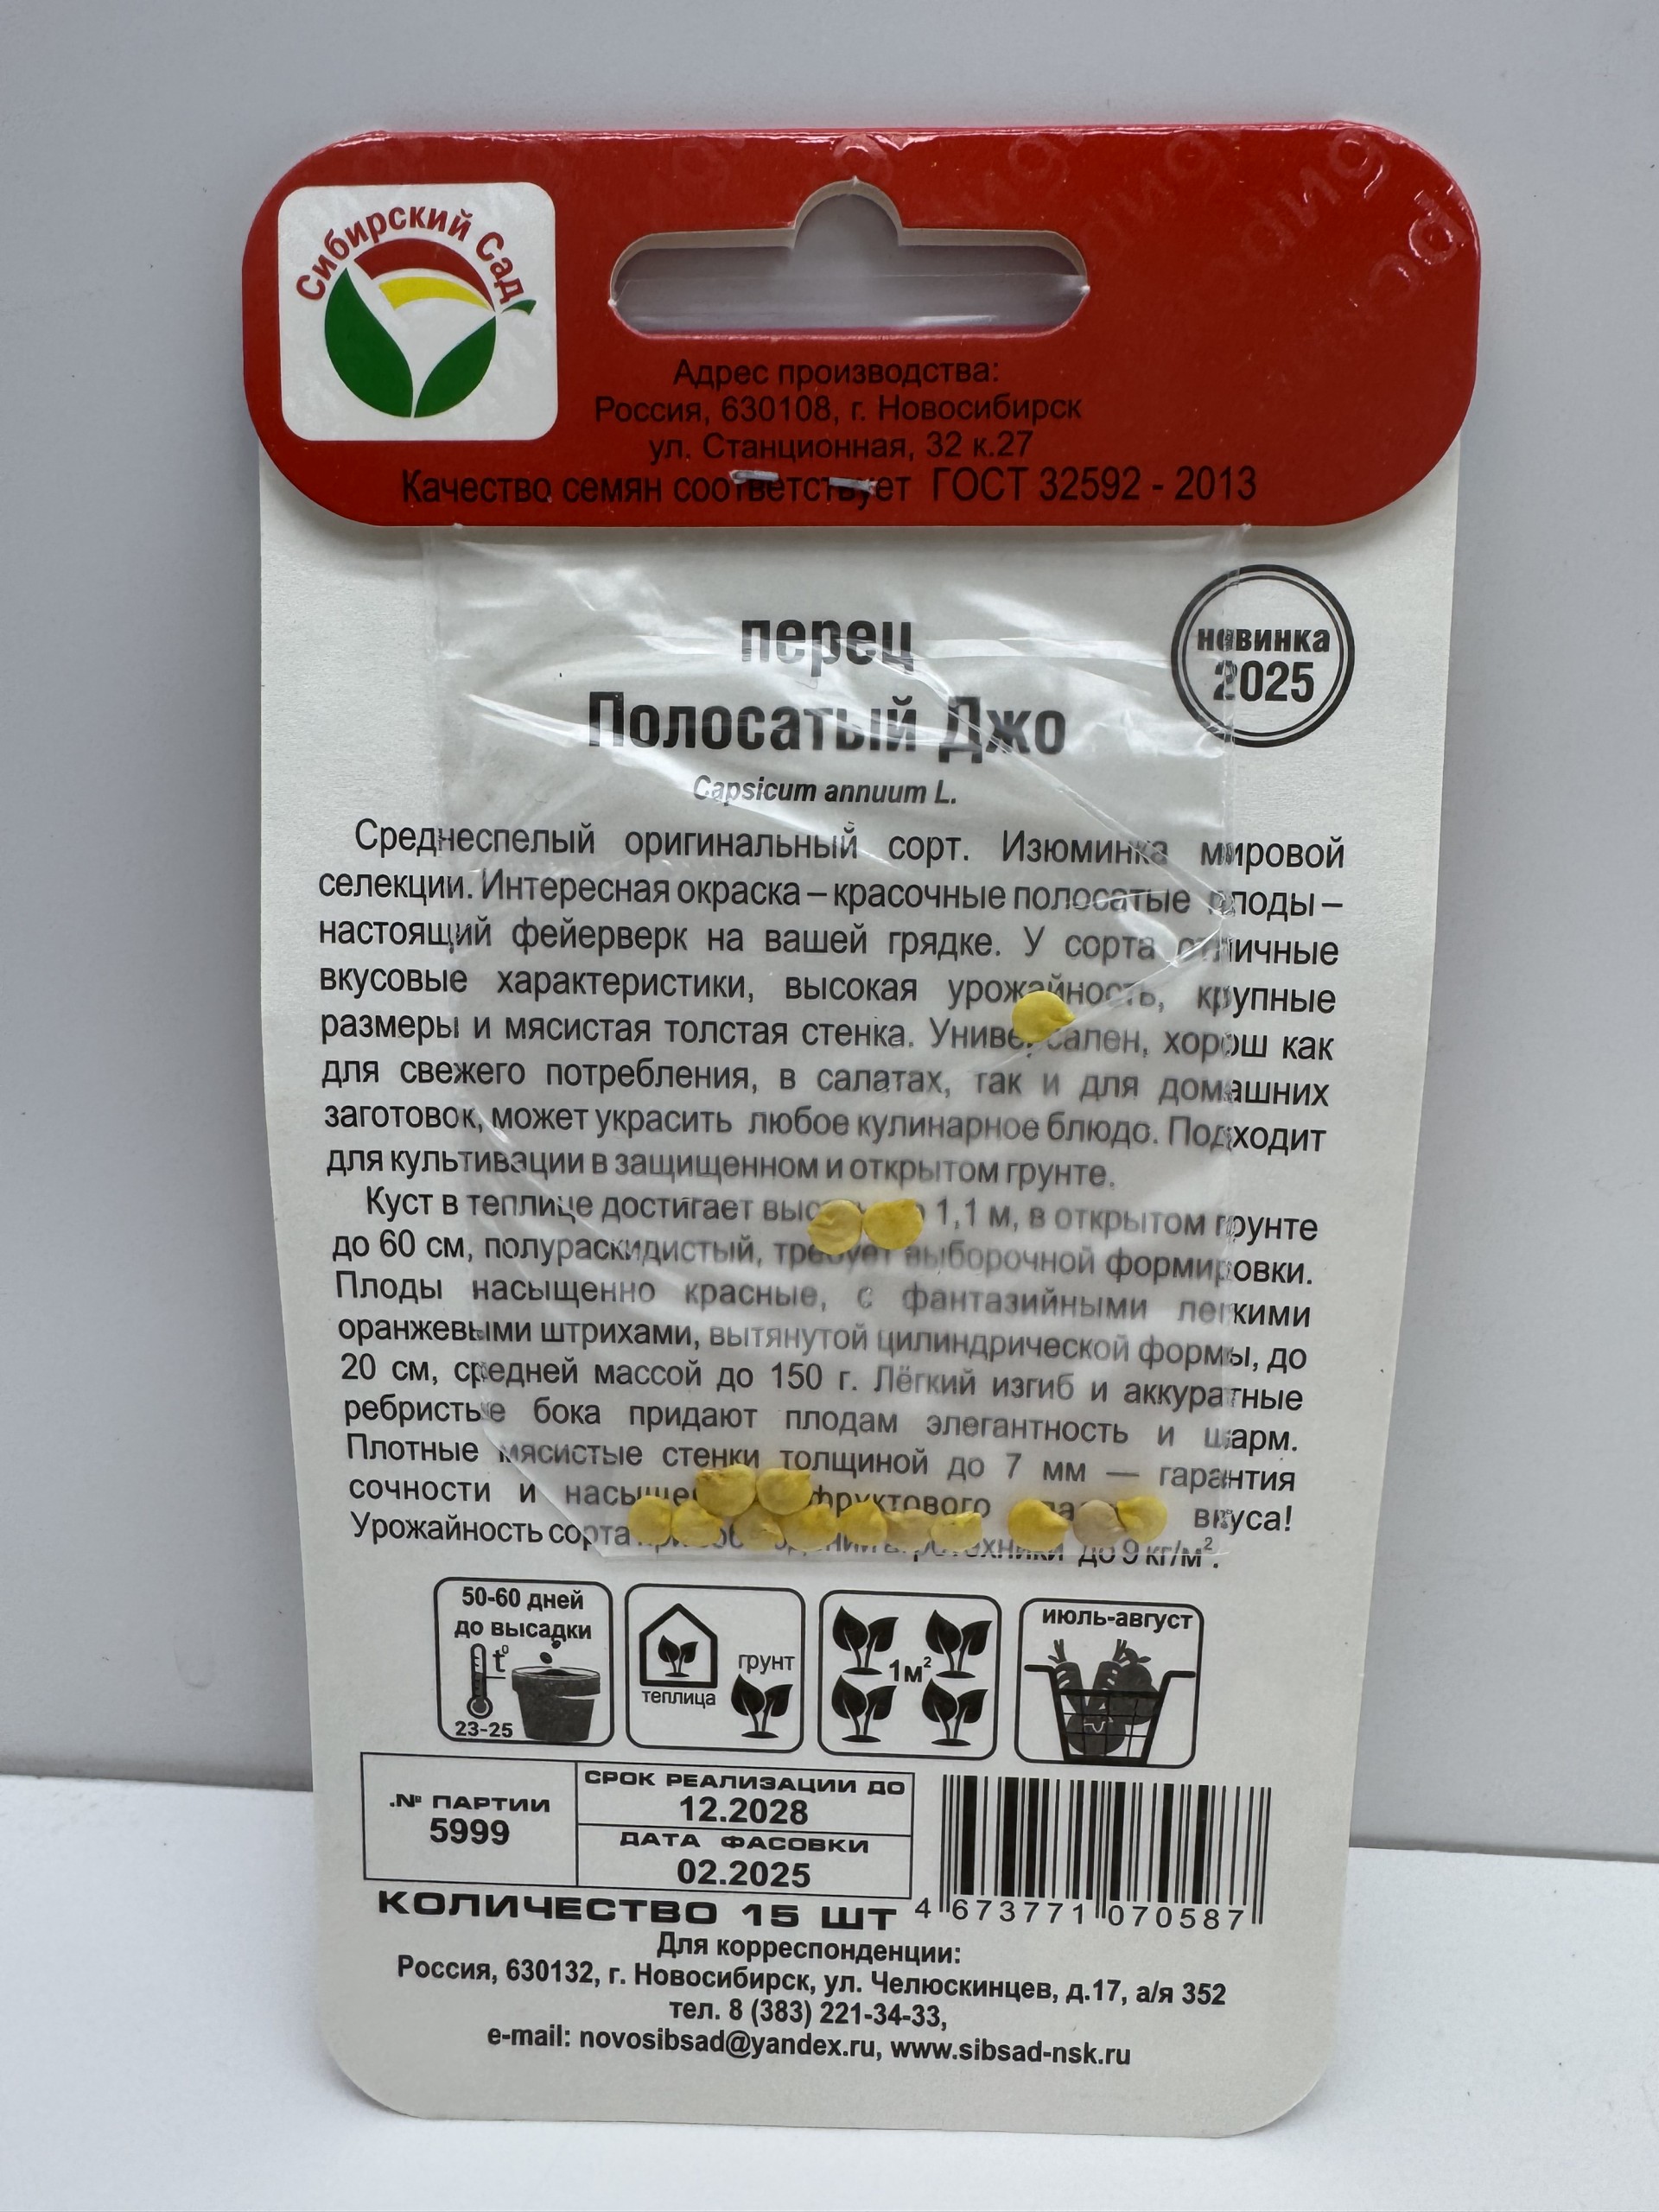 Сибирский Сад
Адрес производства:
Россия, 630108, г. Новосибирск
ул. Станционная, 32 к.27
Качество семян соответствует ГОСТ 32592 - 2013
перец
Полосатый Джо
новинка
2025
Capsicum annuum L.
Среднеспелый оригинальный сорт. Изюминка мировой
селекции. Интересная окраска – красочные полосатые плоды –
настоящий фейерверк на вашей грядке. У сорта отличные
вкусовые характеристики, высокая урожайность, крупные
размеры и мясистая толстая стенка. Универсален, хорош как
для свежего потребления, в салатах, так и для домашних
заготовок, может украсить любое кулинарное блюдо. Подходит
для культивации в защищенном и открытом грунте.
Куст в теплице достигает 1,1 м, в открытом грунте
до 60 см, полураскидистый, требует выборочной формировки.
Плоды насыщенно красные, с фантазийными легкими
оранжевыми штрихами, вытянутой цилиндрической формы, до
20 см, средней массой до 150 г. Лёгкий изгиб и аккуратные
ребристые бока придают плодам элегантность и шарм.
Плотные мясистые стенки толщиной до 7 мм — гарантия
сочности и фруктового вкуса!
Урожайность сорта агротехники до 9 кг/м².
50-60 дней
до высадки
t°
23-25
теплица
грунт
1м²
июль-август
.№ ПАРТИИ
5999
СРОК РЕАЛИЗАЦИИ ДО
12.2028
ДАТА ФАСОВКИ
02.2025
КОЛИЧЕСТВО 15 ШТ
4 673771 070587
Для корреспонденции:
Россия, 630132, г. Новосибирск, ул. Челюскинцев, д.17, а/я 352
тел. 8 (383) 221-34-33,
e-mail: novosibsad@yandex.ru, www.sibsad-nsk.ru